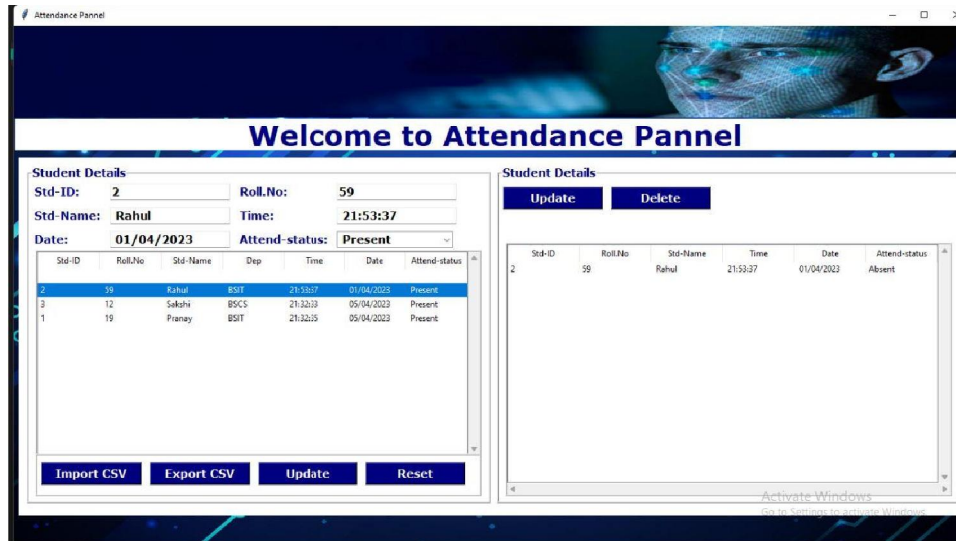 Attendance Pannel
Welcome to Attendance Pannel
Student Details
Std-ID: 2 Roll.No: 59
Std-Name: Rahul Time: 21:53:37
Date: 01/04/2023 Attend-status: Present
Std-ID Roll.No Std-Name Dep Time Date Attend-status
2 59 Rahul BSIT 21:53:37 01/04/2023 Present
3 12 Sakshi BSCS 21:32:33 05/04/2023 Present
1 19 Pranay BSIT 21:32:35 05/04/2023 Present
Import CSV Export CSV Update Reset
Student Details
Update Delete
Std-ID Roll.No Std-Name Time Date Attend-status
2 59 Rahul 21:53:37 01/04/2023 Absent
Activate Windows
Go to Settings to activate Windows.